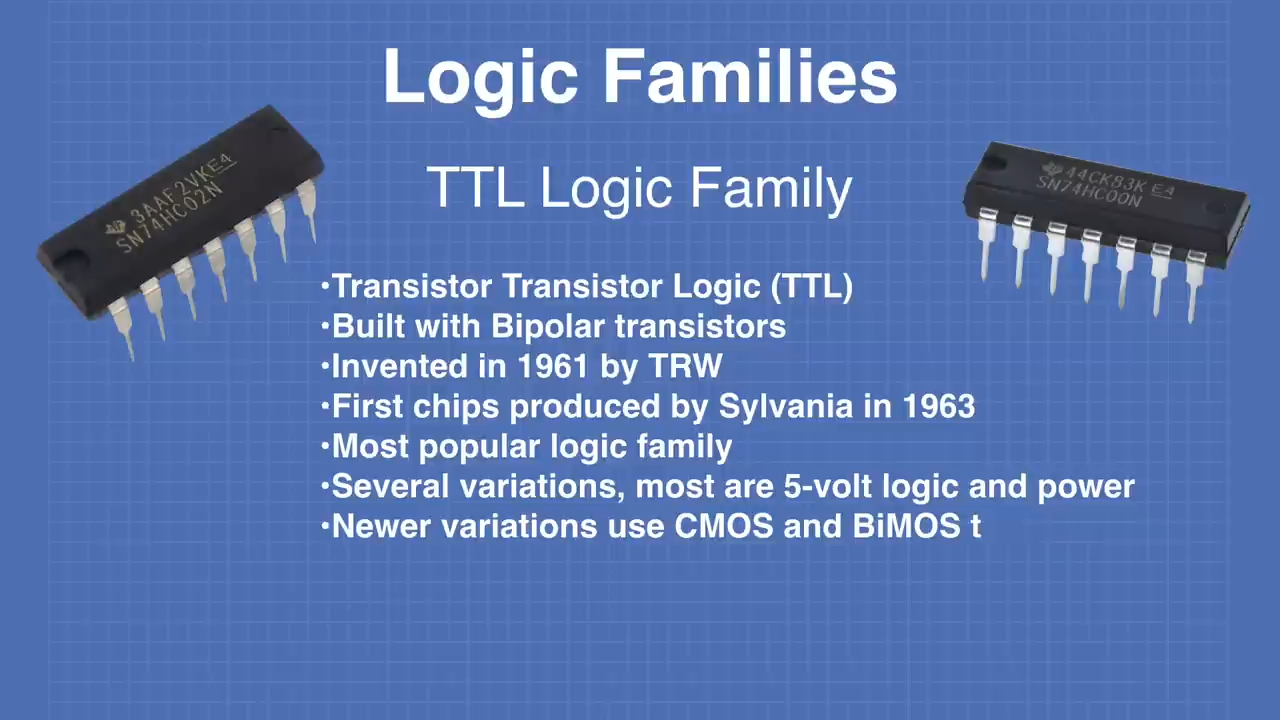 Logic Families
TTL Logic Family
3AAF2VKE4
SN74HC02N
44CK83K E4
SN74HC00N
•Transistor Transistor Logic (TTL)
•Built with Bipolar transistors
•Invented in 1961 by TRW
•First chips produced by Sylvania in 1963
•Most popular logic family
•Several variations, most are 5-volt logic and power
•Newer variations use CMOS and BiMOS t